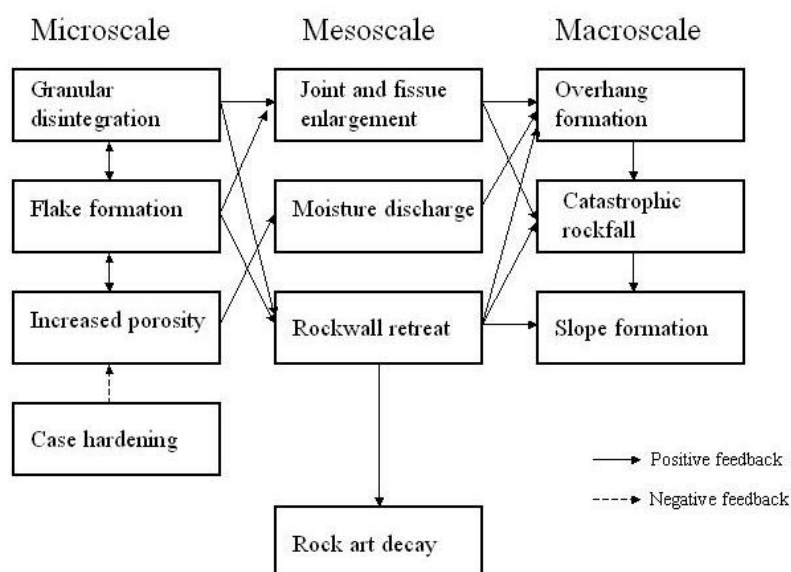 Microscale
Mesoscale
Macroscale
Granular
disintegration
Joint and fissue
enlargement
Overhang
formation
Flake formation
Moisture discharge
Catastrophic
rockfall
Increased porosity
Rockwall retreat
Slope formation
Case hardening
Positive feedback
Negative feedback
Rock art decay